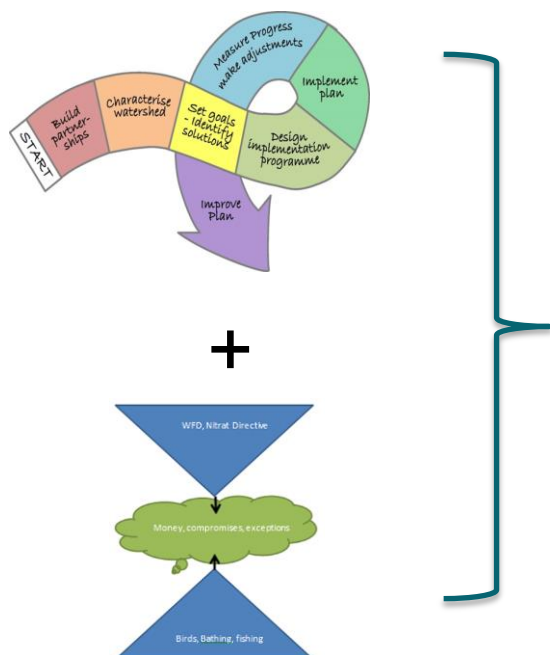 START
Build
partner-
ships
Characterise
watershed
Set goals
- Identify
solutions
Design
implementation
programme
Implement
plan
Measure Progress
make adjustments
Improve
Plan
+
WFD, Nitrat Directive
Money, compromises, exceptions
Birds, Bathing, fishing